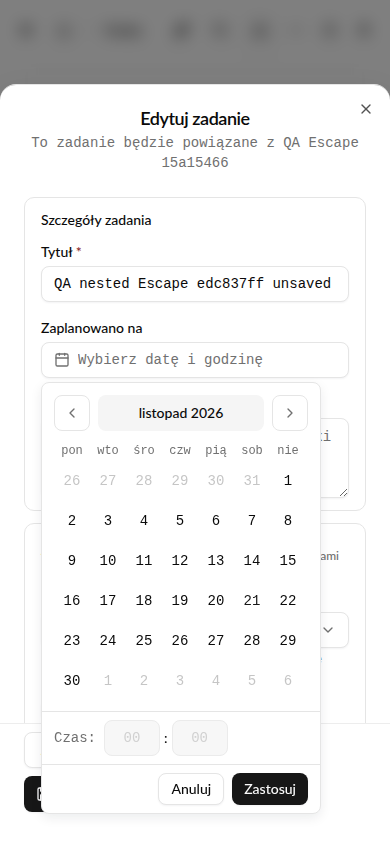 Edytuj zadanie
To zadanie będzie powiązane z QA Escape
15a15466
Szczegóły zadania
Tytuł *
QA nested Escape edc837ff unsaved
Zaplanowano na
Wybierz datę i godzinę
listopad 2026
pon wto śro czw pią sob nie
26 27 28 29 30 31 1
2 3 4 5 6 7 8
9 10 11 12 13 14 15
16 17 18 19 20 21 22
23 24 25 26 27 28 29
30 1 2 3 4 5 6
Czas: 00 : 00
Anuluj Zastosuj